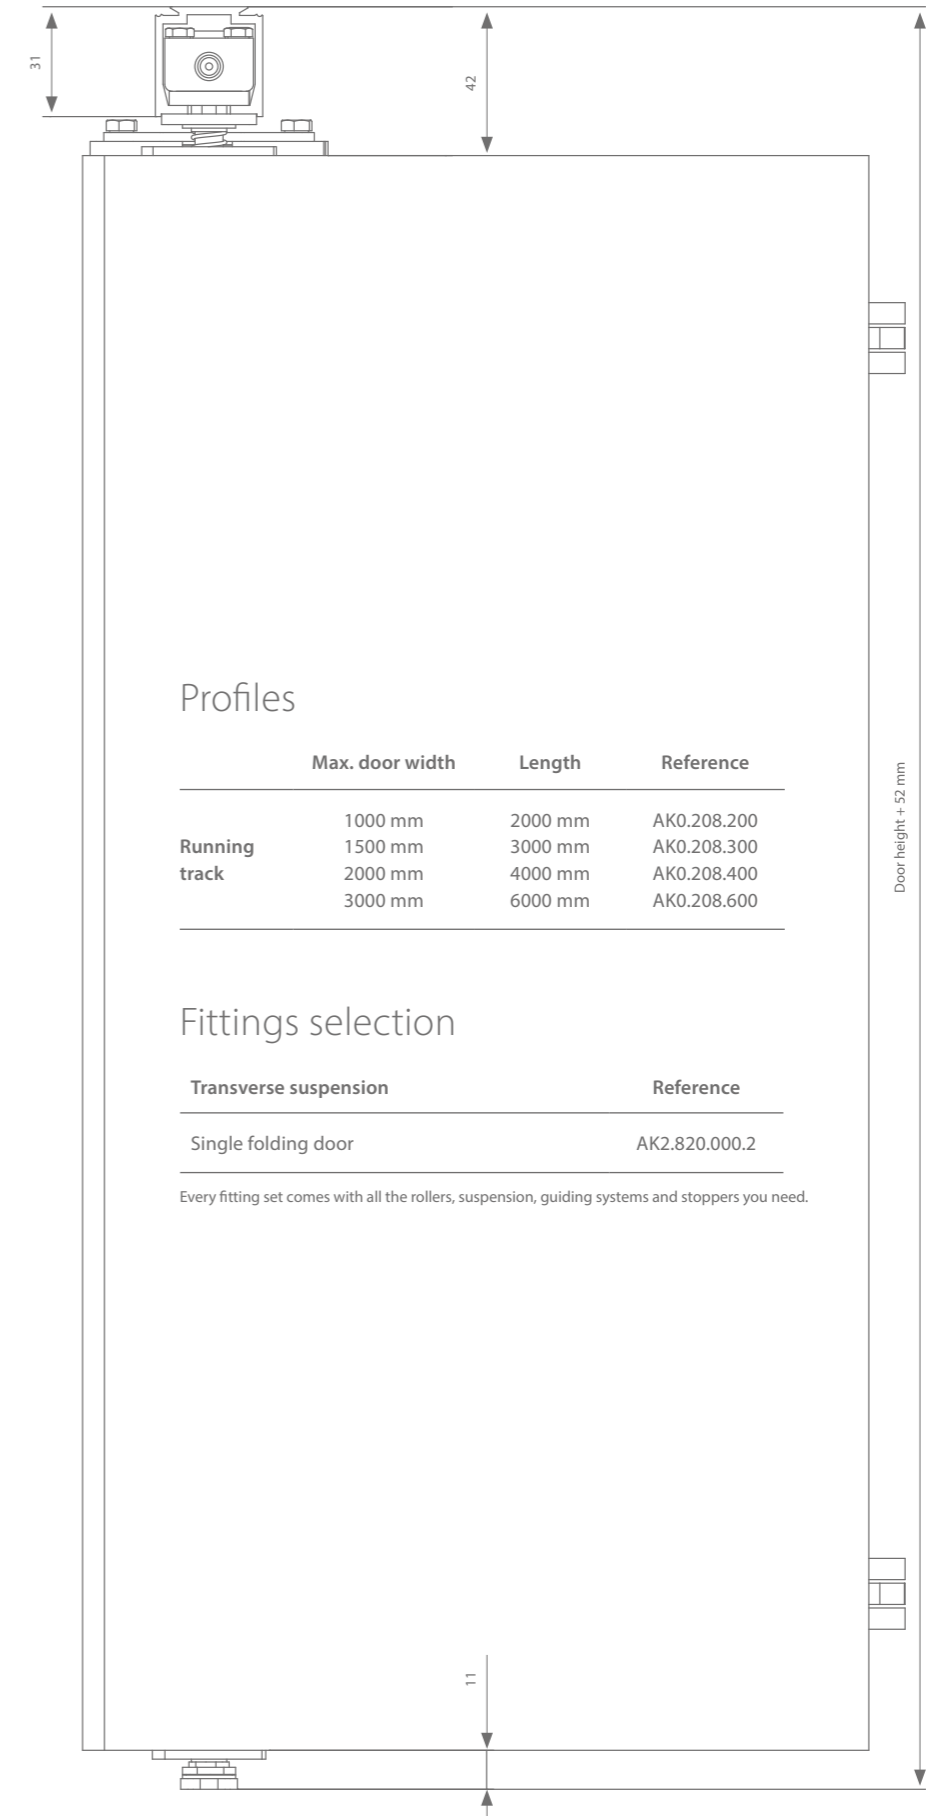 31
42
Profiles
Max. door width Length Reference
1000 mm 2000 mm AK0.208.200
Running 1500 mm 3000 mm AK0.208.300
track 2000 mm 4000 mm AK0.208.400
3000 mm 6000 mm AK0.208.600
Door height + 52 mm
Fittings selection
Transverse suspension Reference
Single folding door AK2.820.000.2
Every fitting set comes with all the rollers, suspension, guiding systems and stoppers you need.
11